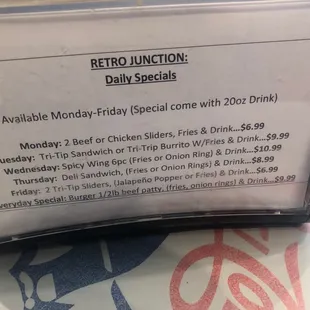 RETRO JUNCTION:
Daily Specials
Available Monday-Friday (Special come with 20oz Drink)
Monday: 2 Beef or Chicken Sliders, Fries & Drink...$6.99
Tuesday: Tri-Tip Sandwich or Tri-Tip Burrito W/Fries & Drink...$9.99
Wednesday: Spicy Wing 6pc (Fries or Onion Ring) & Drink...$10.99
Thursday: Deli Sandwich, (Fries or Onion Rings) & Drink...$8.99
Friday: 2 Tri-Tip Sliders, (Jalapeño Popper or Fries) & Drink...$6.99
Everyday Special: Burger 1/2lb beef patty, (fries, onion rings) & Drink...$9.99